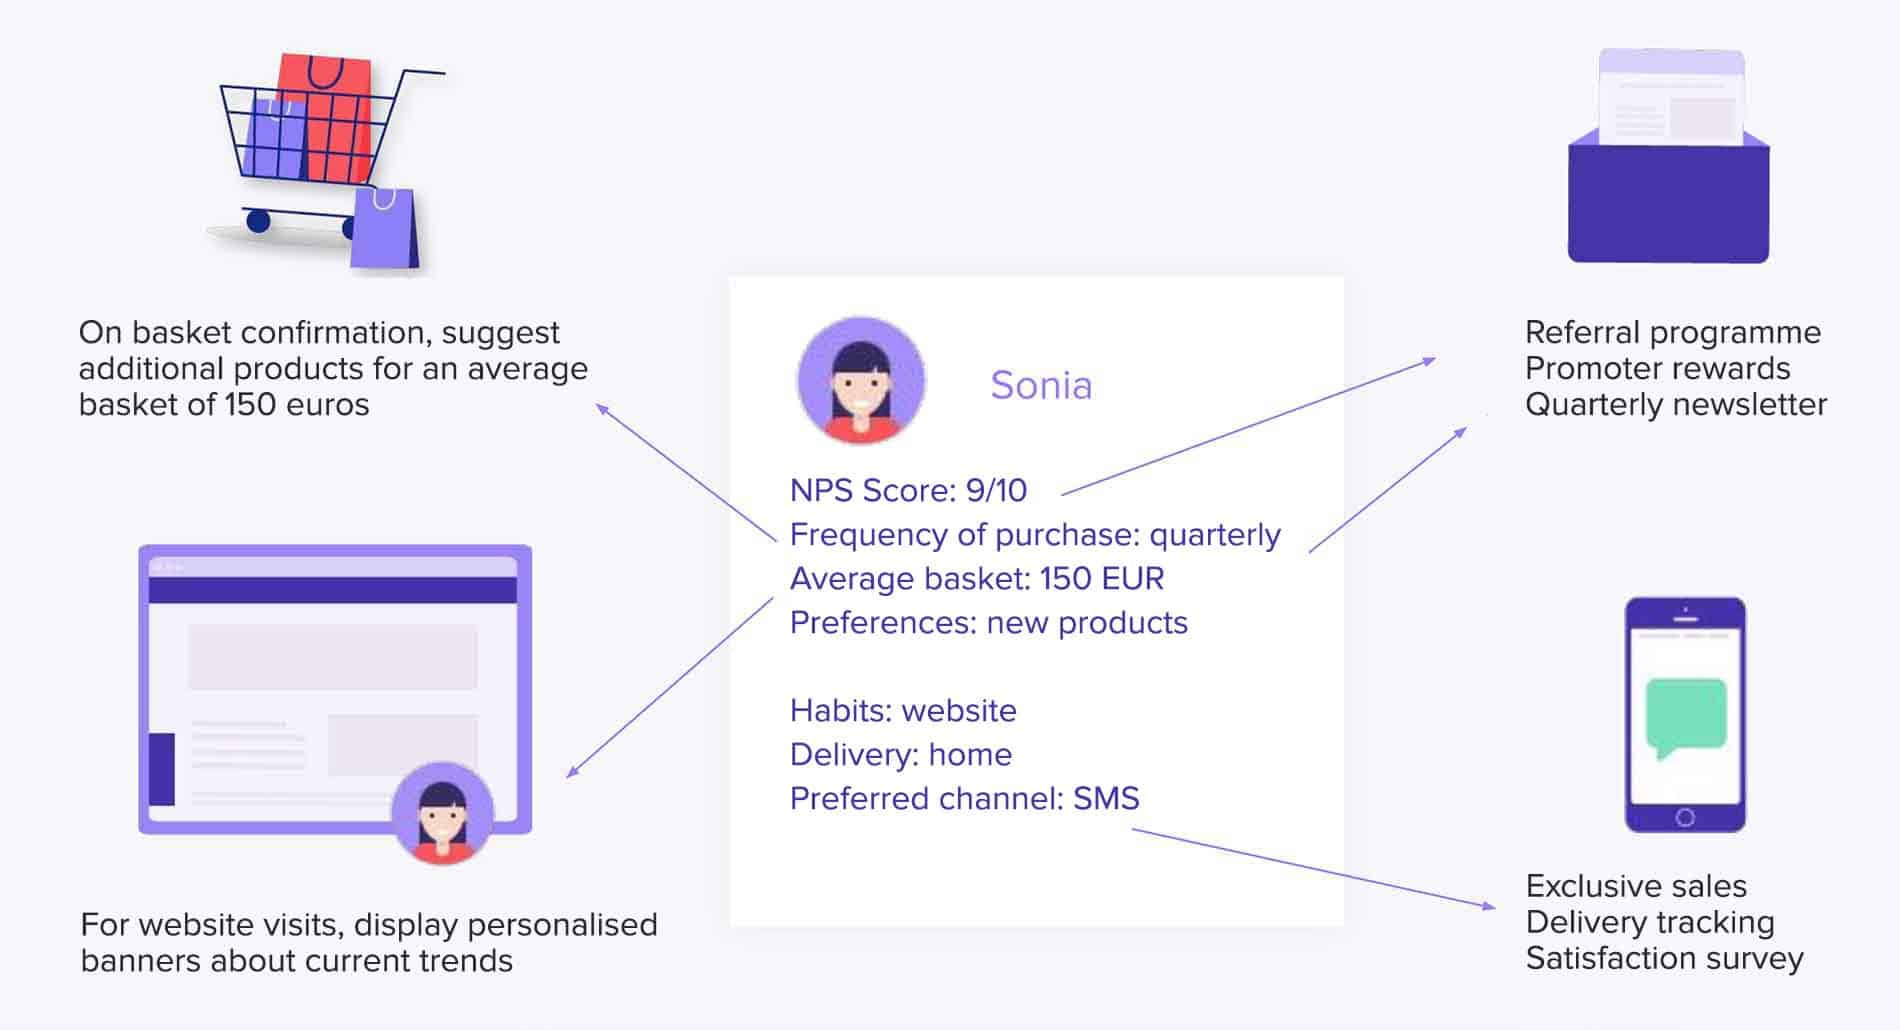 On basket confirmation, suggest
additional products for an average
basket of 150 euros
For website visits, display personalised
banners about current trends
Sonia
NPS Score: 9/10
Frequency of purchase: quarterly
Average basket: 150 EUR
Preferences: new products
Habits: website
Delivery: home
Preferred channel: SMS
Referral programme
Promoter rewards
Quarterly newsletter
Exclusive sales
Delivery tracking
Satisfaction survey